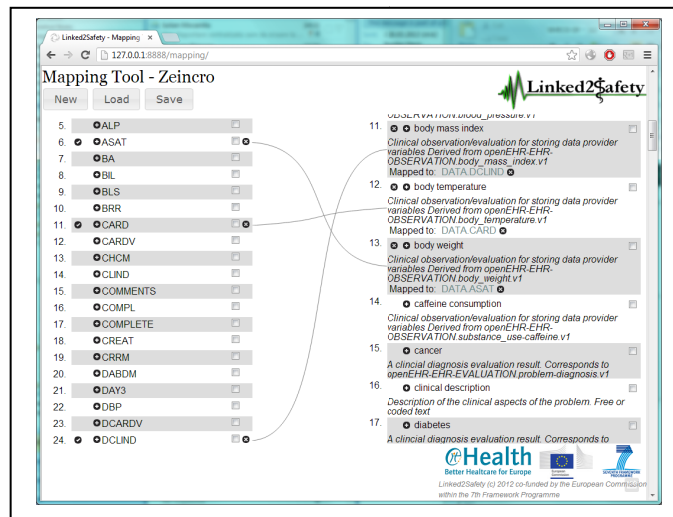 Linked2Safety - Mapping
127.0.0.1:8888/mapping/
Mapping Tool - Zeincro
New Load Save
Linked2Safety
5. ALP
6. ASAT
7. BA
8. BIL
9. BLS
10. BRR
11. CARD
12. CARDV
13. CHCM
14. CLIND
15. COMMENTS
16. COMPL
17. COMPLETE
18. CREAT
19. CRRM
20. DABDM
21. DAY3
22. DBP
23. DCARDV
24. DCLIND
OBSERVATION.blood_pressure.v1
11. body mass index
Clinical observation/evaluation for storing data provider
variables Derived from openEHR-EHR-
OBSERVATION.body_mass_index.v1
Mapped to: DATA.DCLIND
12. body temperature
Clinical observation/evaluation for storing data provider
variables Derived from openEHR-EHR-
OBSERVATION.body_temperature.v1
Mapped to: DATA.CARD
13. body weight
Clinical observation/evaluation for storing data provider
variables Derived from openEHR-EHR-
OBSERVATION.body_weight.v1
Mapped to: DATA.ASAT
14. caffeine consumption
Clinical observation/evaluation for storing data provider
variables Derived from openEHR-EHR-
OBSERVATION.substance_use-caffeine.v1
15. cancer
A clincial diagnosis evaluation result. Corresponds to
openEHR-EHR-EVALUATION.problem-diagnosis.v1
16. clinical description
Description of the clinical aspects of the problem. Free or
coded text
17. diabetes
A clincial diagnosis evaluation result. Corresponds to
Health
Better Healtcare for Europe
European
Commission
SEVENTH FRAMEWORK
PROGRAMME
Linked2Safety (c) 2012 co-funded by the European Commission
within the 7th Framework Programme